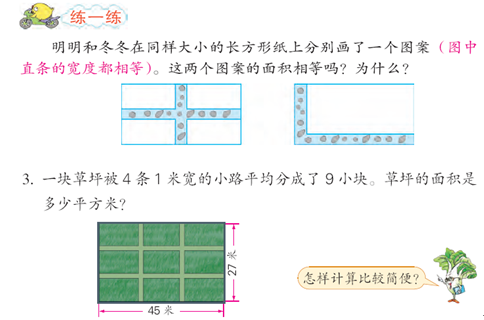 练一练
明明和冬冬在同样大小的长方形纸上分别画了一个图案（图中
直条的宽度都相等）。这两个图案的面积相等吗？为什么？
3. 一块草坪被4条1米宽的小路平均分成了9小块。草坪的面积是
多少平方米？
27米
怎样计算比较简便？
45米